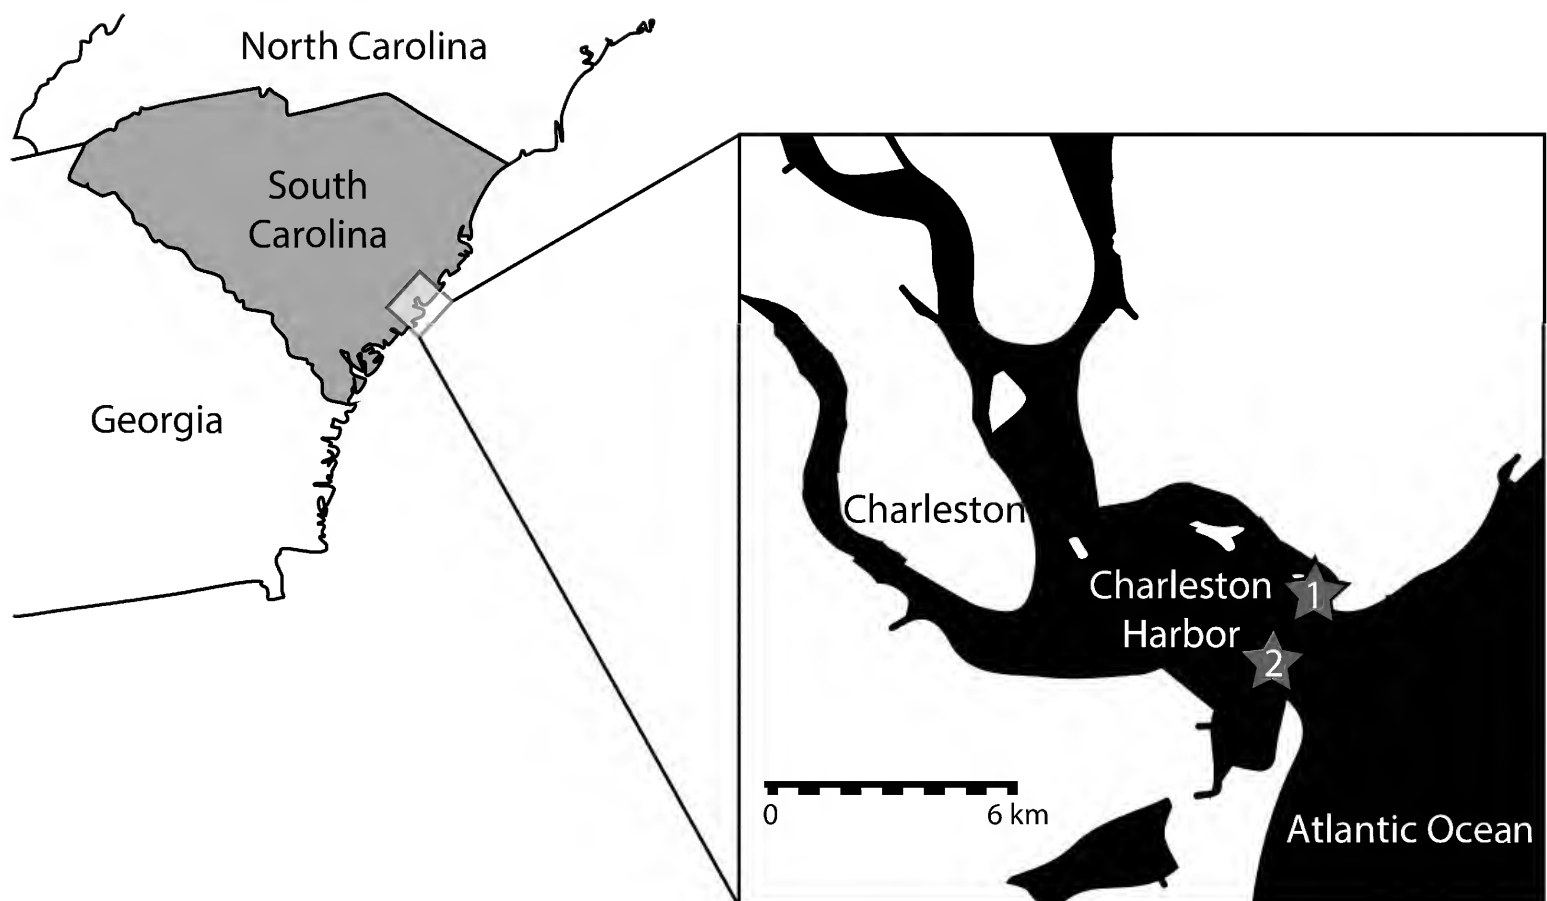 North Carolina
South
Carolina
Georgia
Charleston
Charleston
Harbor
1
2
0
6 km
Atlantic Ocean